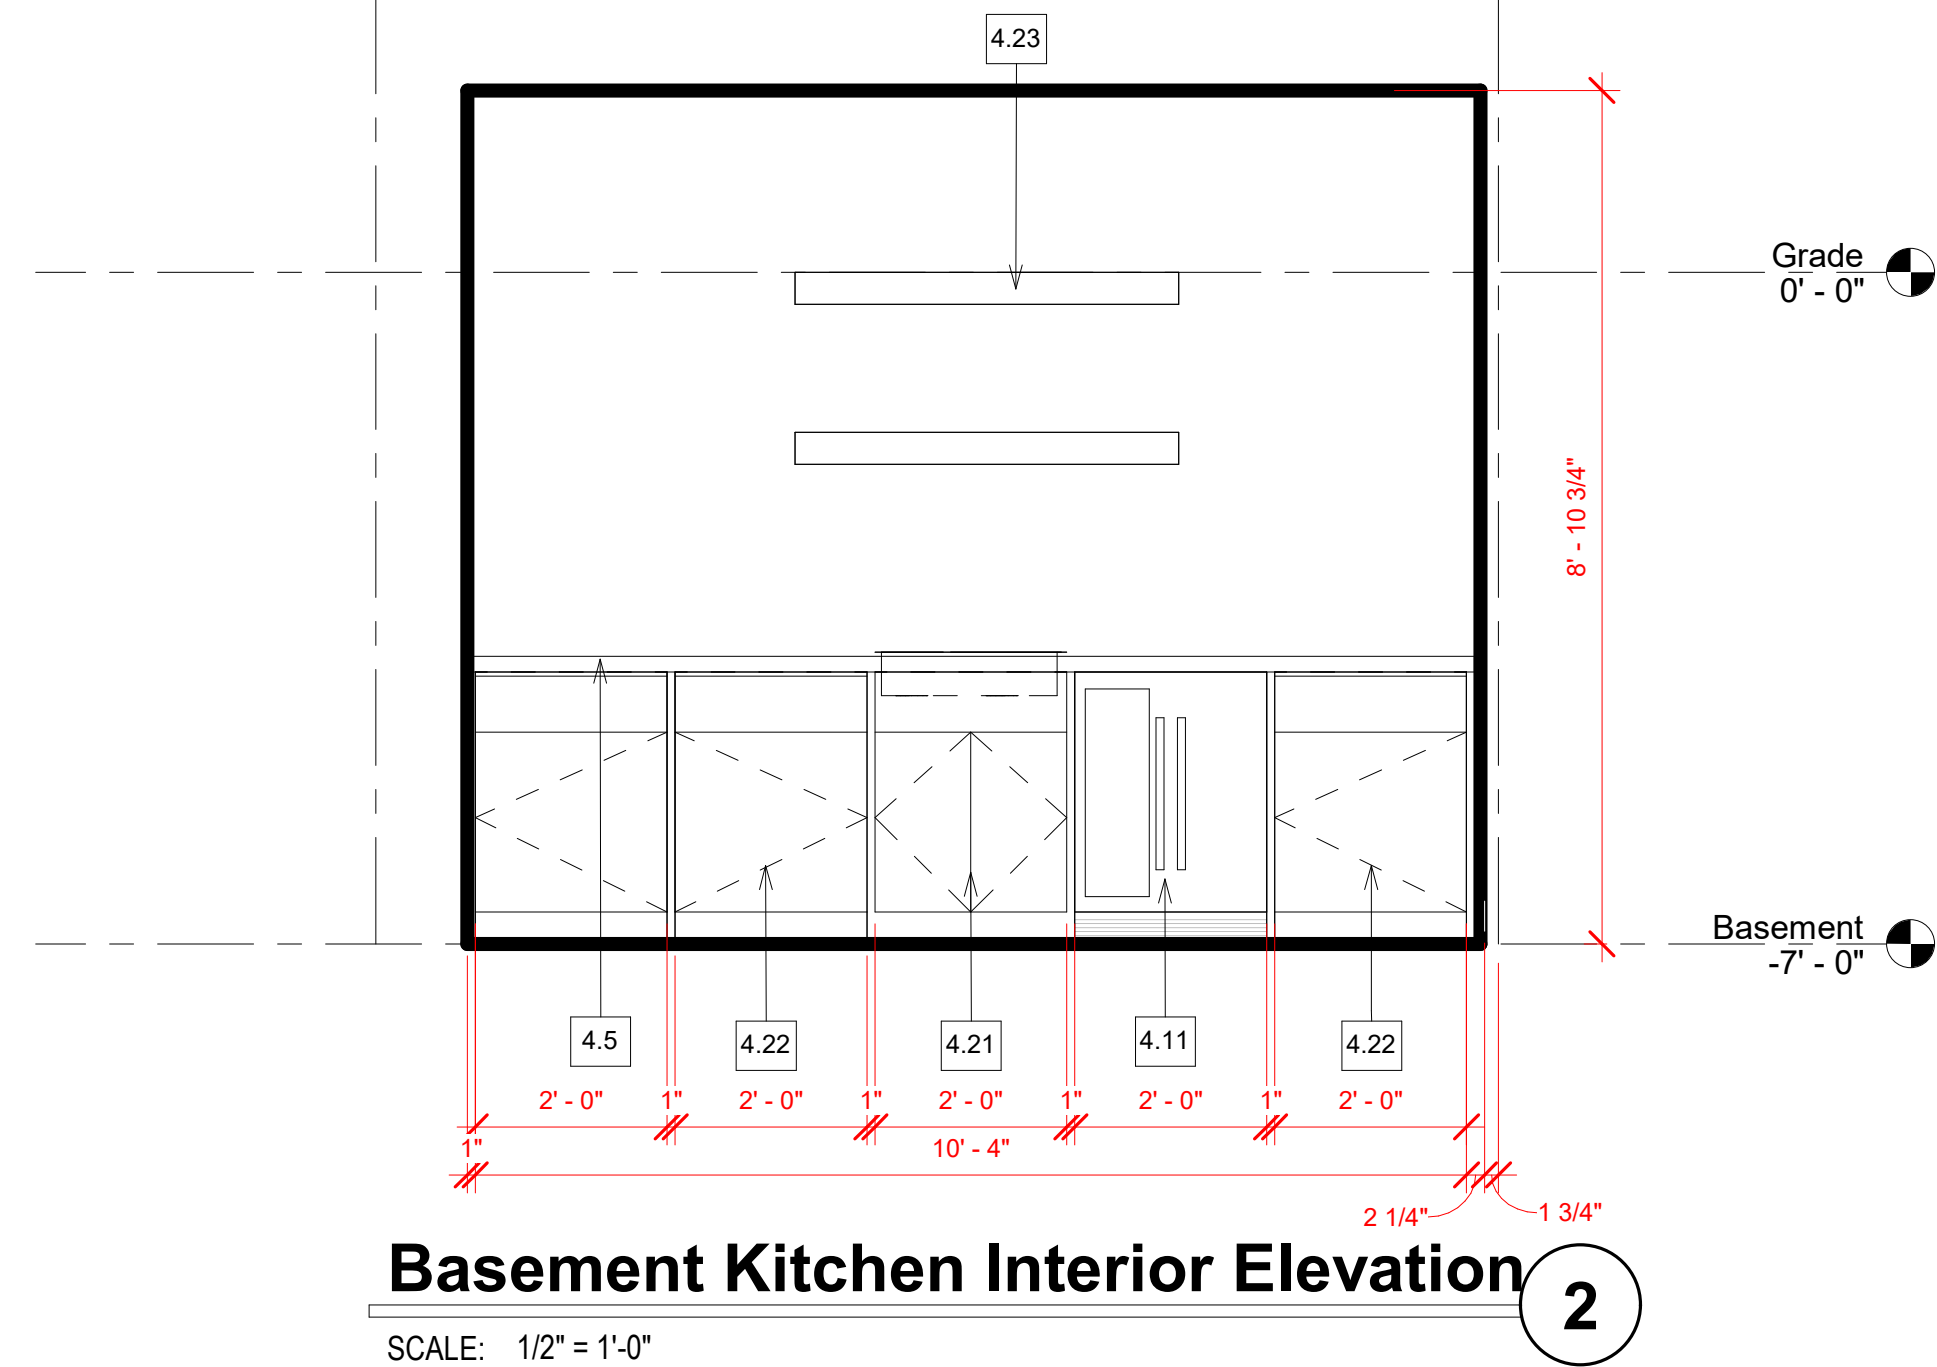 4.23
Grade
0' - 0"
8' - 10 3/4"
Basement
-7' - 0"
4.5
4.22
4.21
4.11
4.22
2' - 0"
1"
2' - 0"
1"
2' - 0"
1"
2' - 0"
1"
2' - 0"
1"
10' - 4"
2 1/4"
1 3/4"
Basement Kitchen Interior Elevation
2
SCALE: 1/2" = 1'-0"